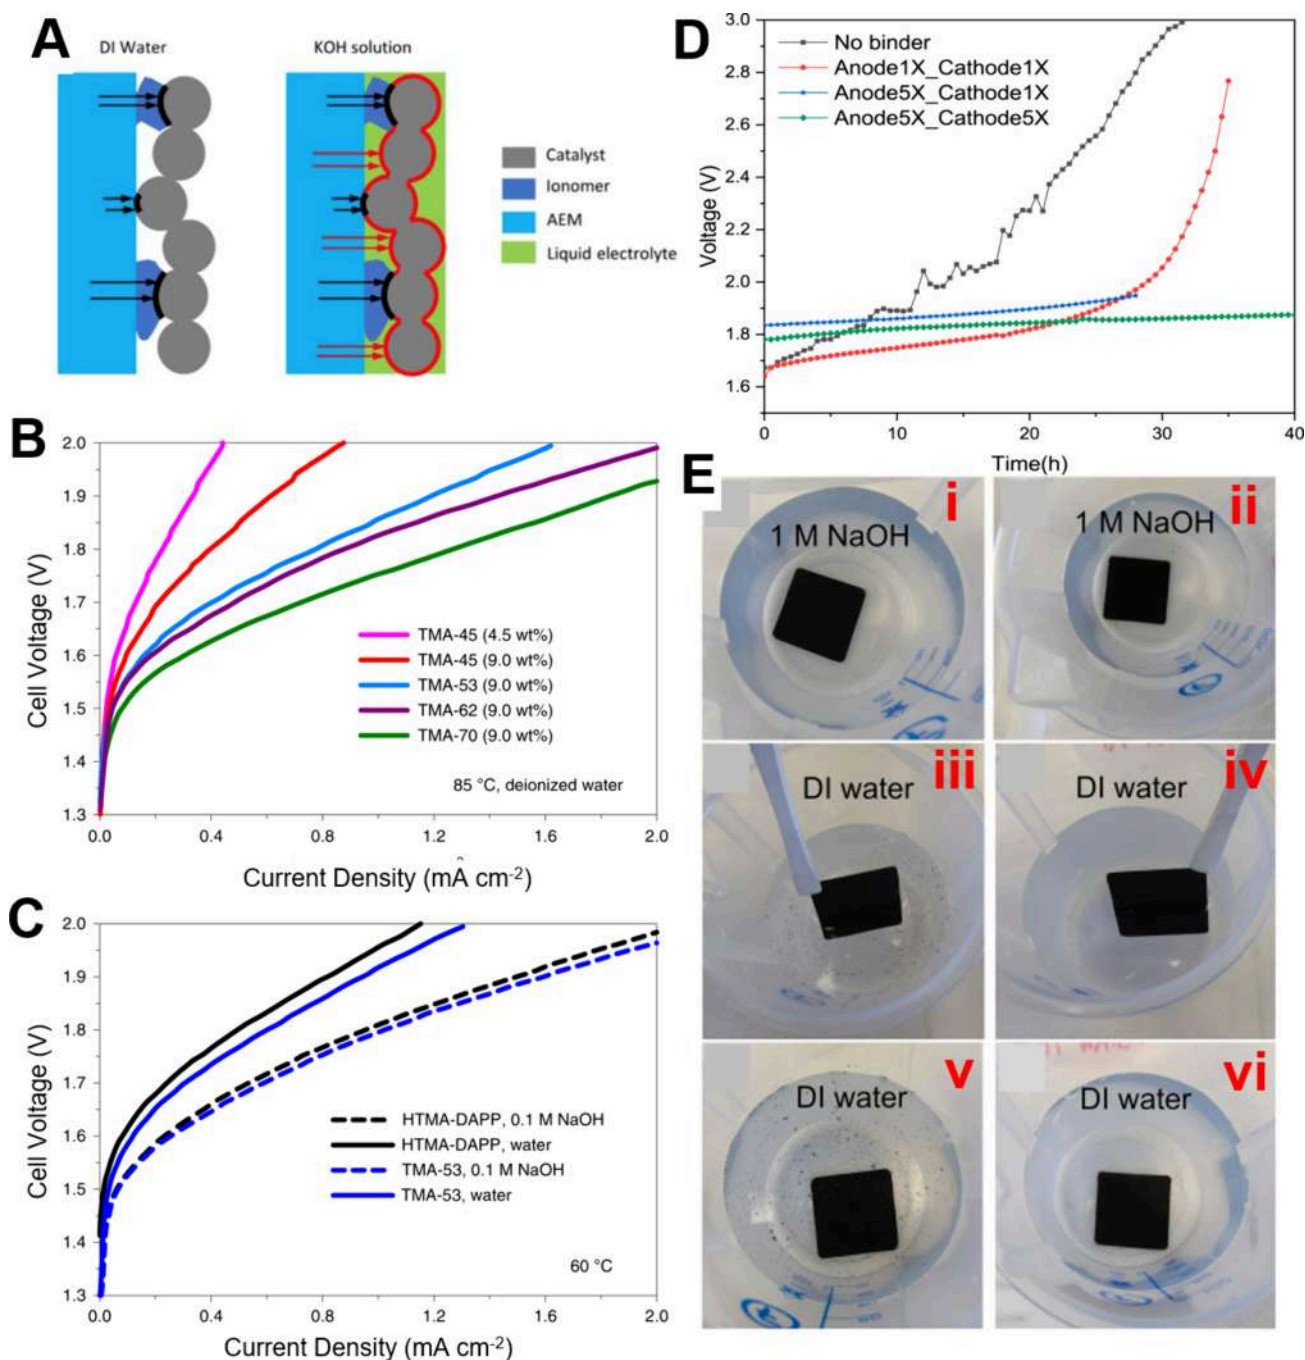 A
DI Water
KOH solution
Catalyst
Ionomer
AEM
Liquid electrolyte
B
Cell Voltage (V)
2.0
1.9
1.8
1.7
1.6
1.5
1.4
1.3
TMA-45 (4.5 wt%)
TMA-45 (9.0 wt%)
TMA-53 (9.0 wt%)
TMA-62 (9.0 wt%)
TMA-70 (9.0 wt%)
85 °C, deionized water
0.0 0.4 0.8 1.2 1.6 2.0
Current Density (mA cm⁻²)
C
Cell Voltage (V)
2.0
1.9
1.8
1.7
1.6
1.5
1.4
1.3
HTMA-DAPP, 0.1 M NaOH
HTMA-DAPP, water
TMA-53, 0.1 M NaOH
TMA-53, water
60 °C
0.0 0.4 0.8 1.2 1.6 2.0
Current Density (mA cm⁻²)
D
Voltage (V)
3.0
2.8
2.6
2.4
2.2
2.0
1.8
1.6
No binder
Anode1X_Cathode1X
Anode5X_Cathode1X
Anode5X_Cathode5X
0 10 20 30 40
Time(h)
E
i
1 M NaOH
ii
1 M NaOH
iii
DI water
iv
DI water
v
DI water
vi
DI water